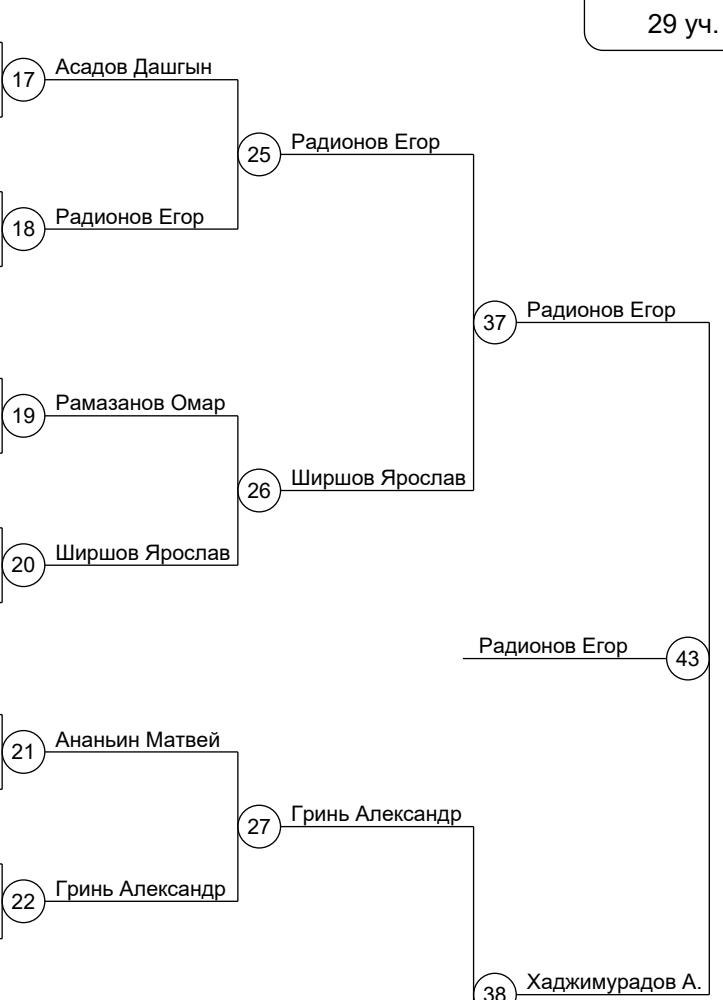 29 уч.
17 Асадов Дашгын
25 Радионов Егор
18 Радионов Егор
37 Радионов Егор
19 Рамазанов Омар
26 Ширшов Ярослав
20 Ширшов Ярослав
Радионов Егор 43
21 Ананьин Матвей
27 Гринь Александр
22 Гринь Александр
38 Хаджимурадов А.